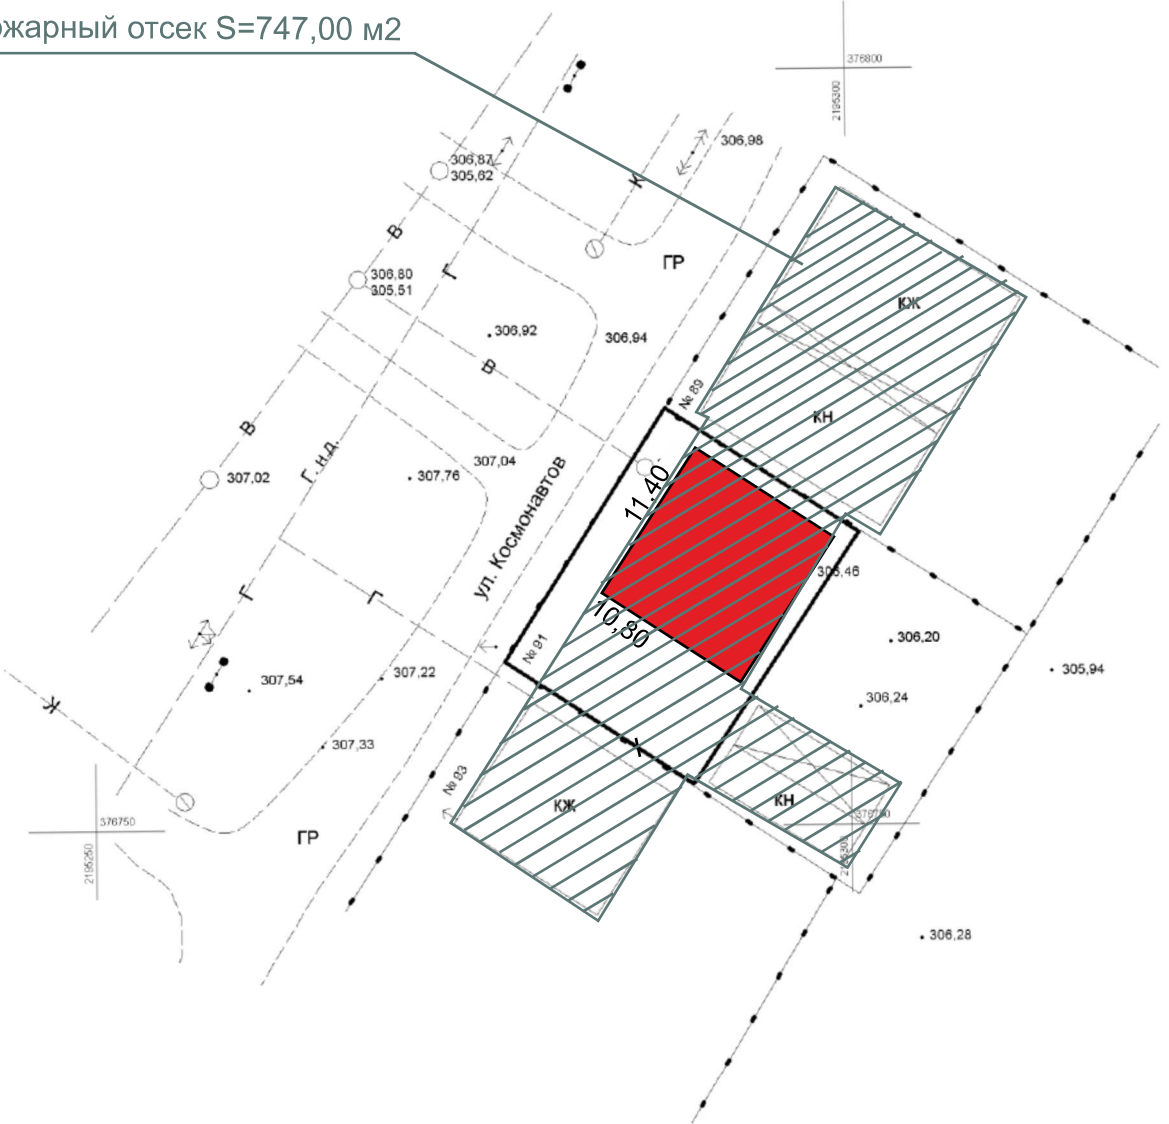 ожарный отсек S=747,00 м2
376800
2195300
306,98
306,87
305,62
К
В
ГР
Г
306,80
305,51
306,92
306,94
КЖ
В
№ 89
КН
В
307,04
Г. н.д.
307,76
307,02
11.40
ул. Космонавтов
306,46
Г
Г
10,80
306,20
№ 91
305,94
307,22
307,54
306,24
К
307,33
№ 93
КЖ
КН
376750
376750
ГР
2195250
2195300
306,28